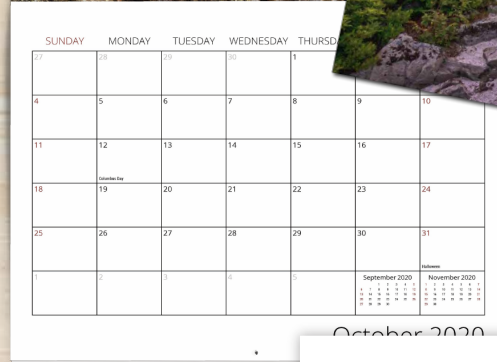 SUNDAY MONDAY TUESDAY WEDNESDAY THURSD
27 28 29 30 1
4 5 6 7 8 9 10
11 12 13 14 15 16 17
Columbus Day
18 19 20 21 22 23 24
25 26 27 28 29 30 31
Halloween
1 2 3 4 5
September 2020 November 2020
October 2020